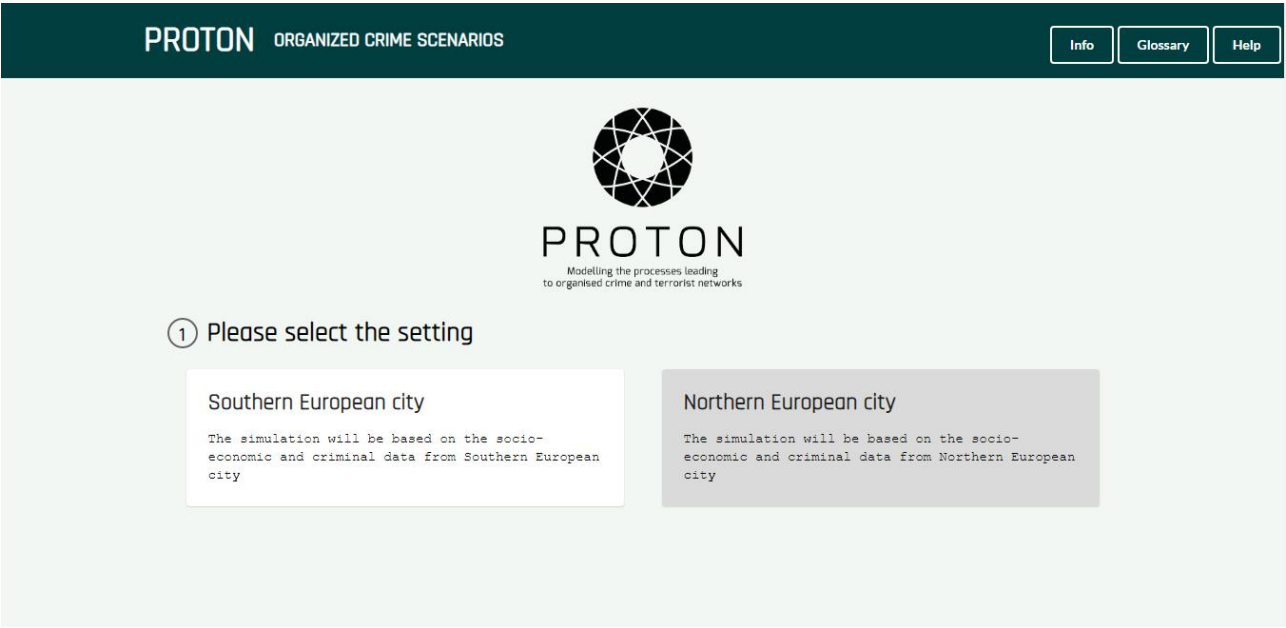 PROTON ORGANIZED CRIME SCENARIOS
Info Glossary Help
PROTON
Modelling the processes leading
to organised crime and terrorist networks
1 Please select the setting
Southern European city
The simulation will be based on the socio-
economic and criminal data from Southern European
city
Northern European city
The simulation will be based on the socio-
economic and criminal data from Northern European
city